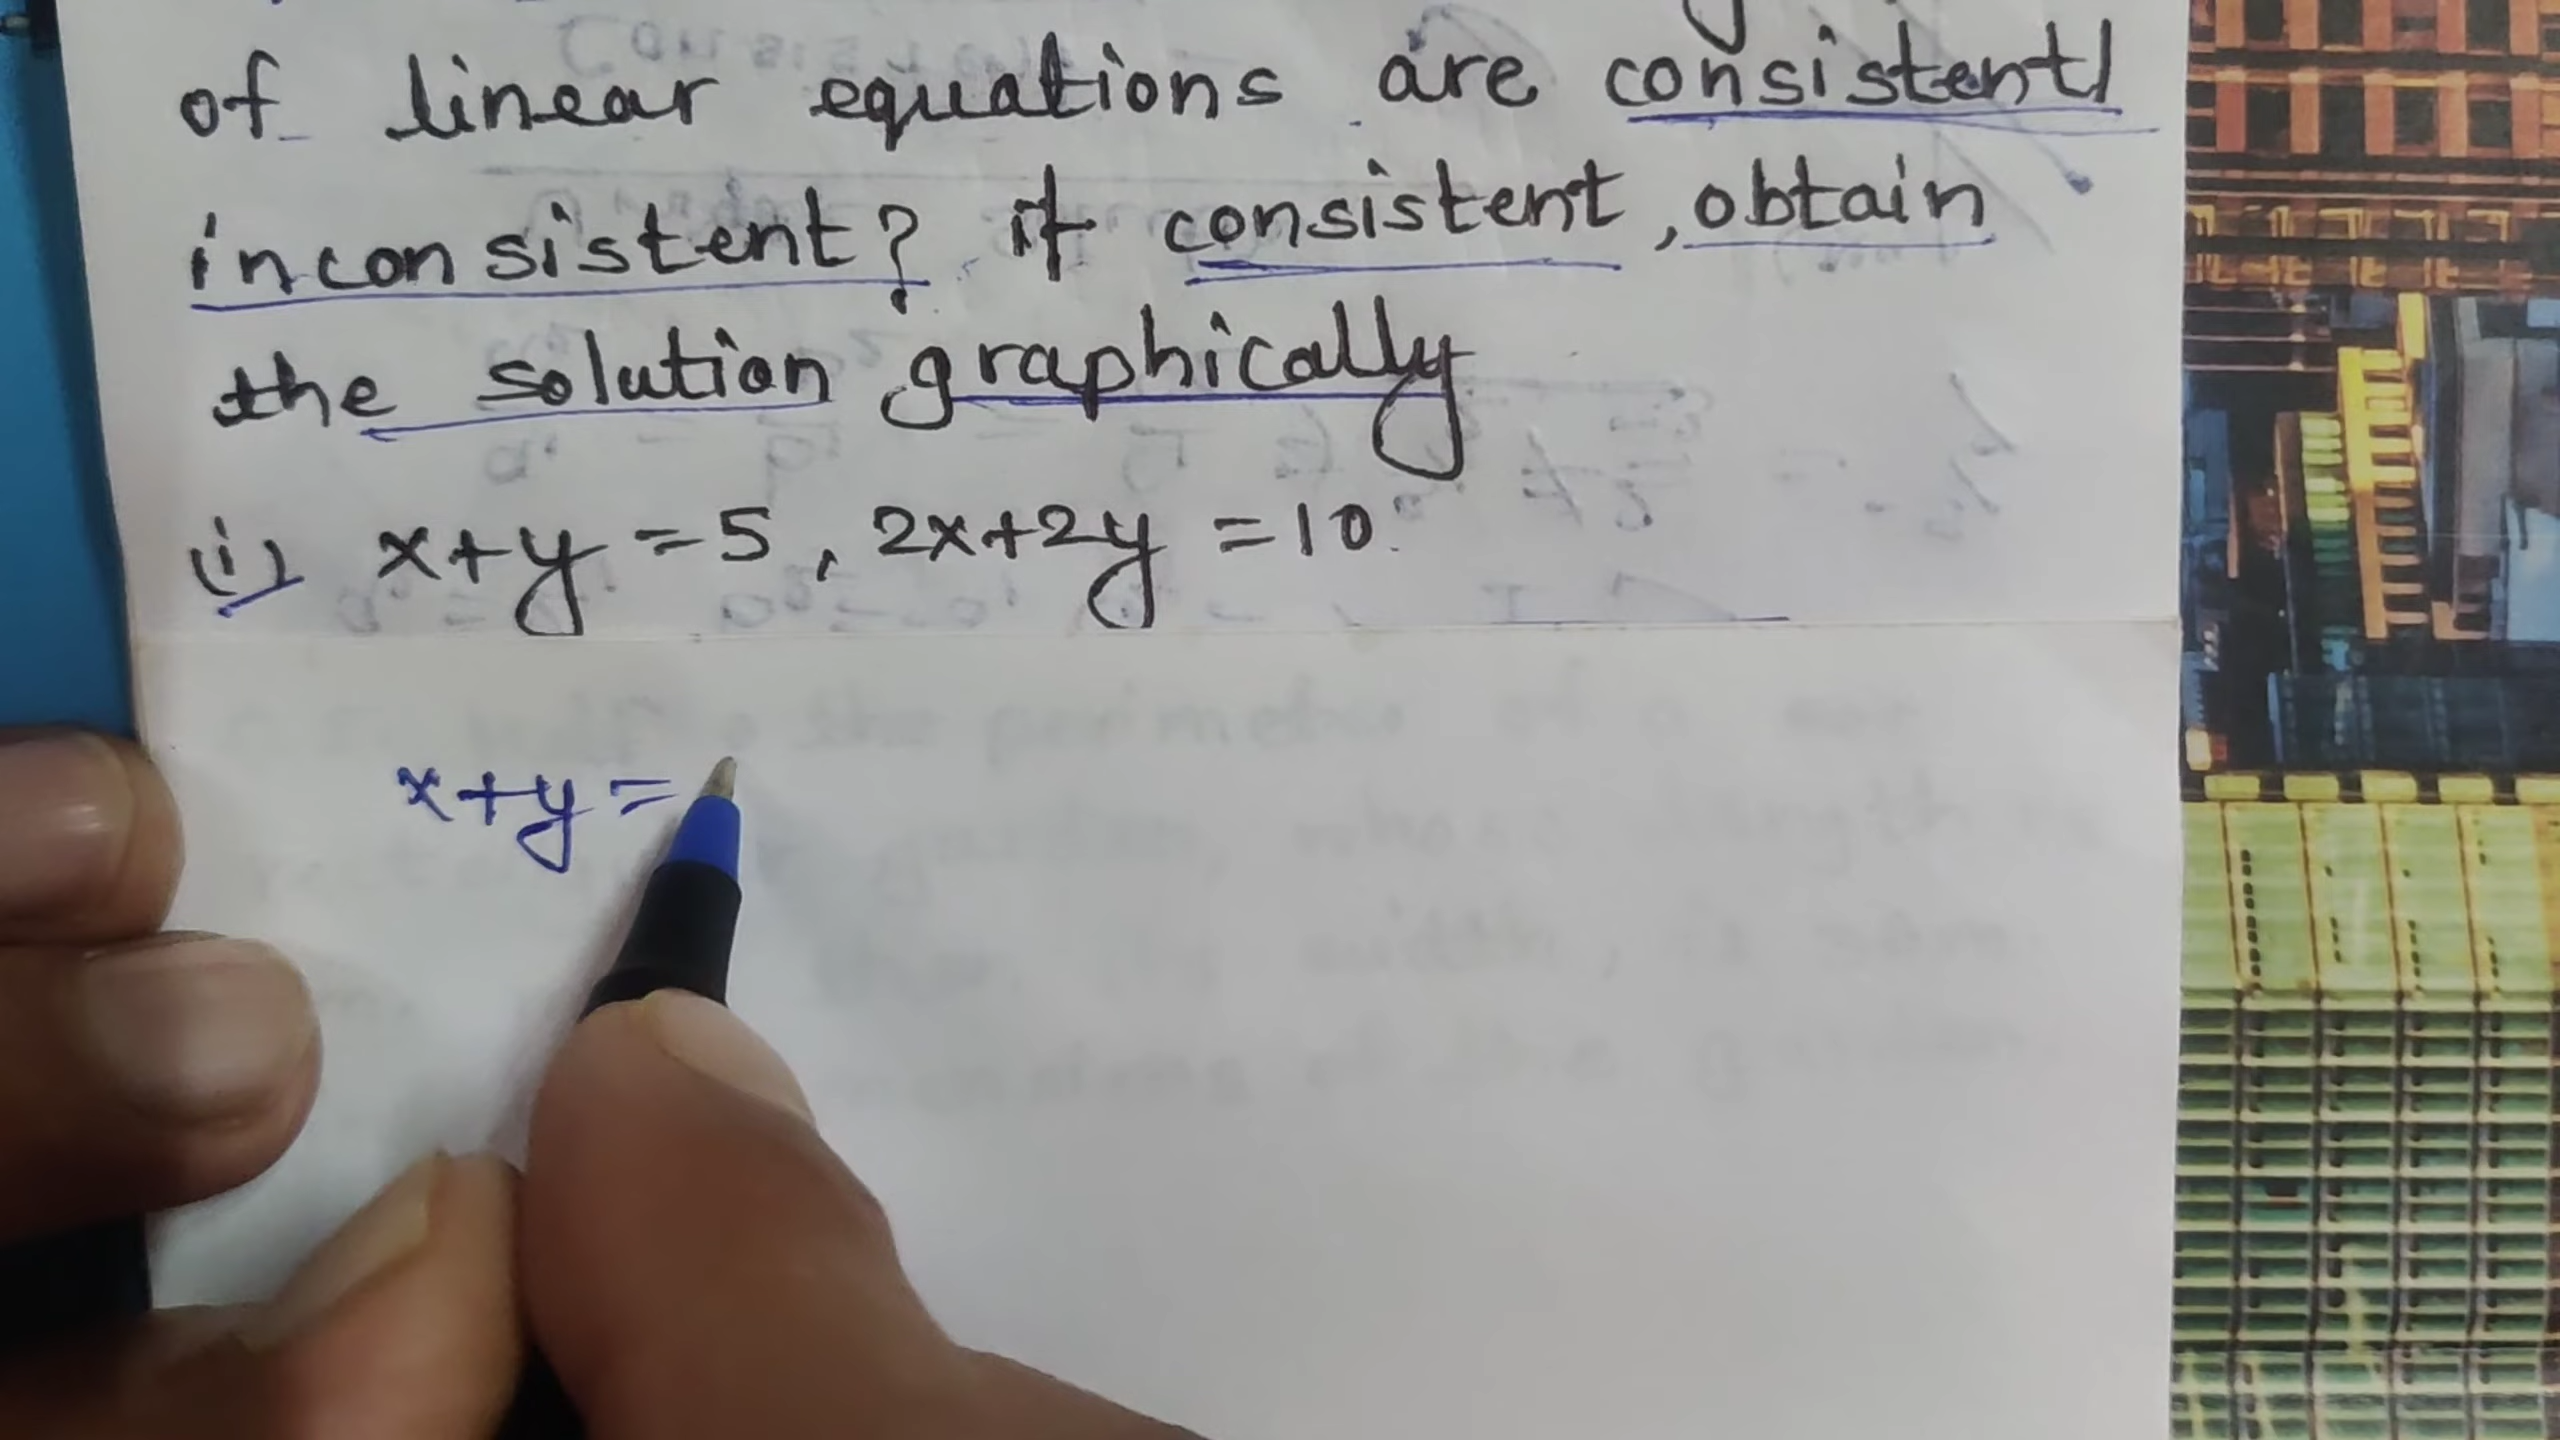 of linear equations are consistent/
inconsistent? if consistent, obtain
the solution graphically
(i) x+y=5, 2x+2y=10
x+y=